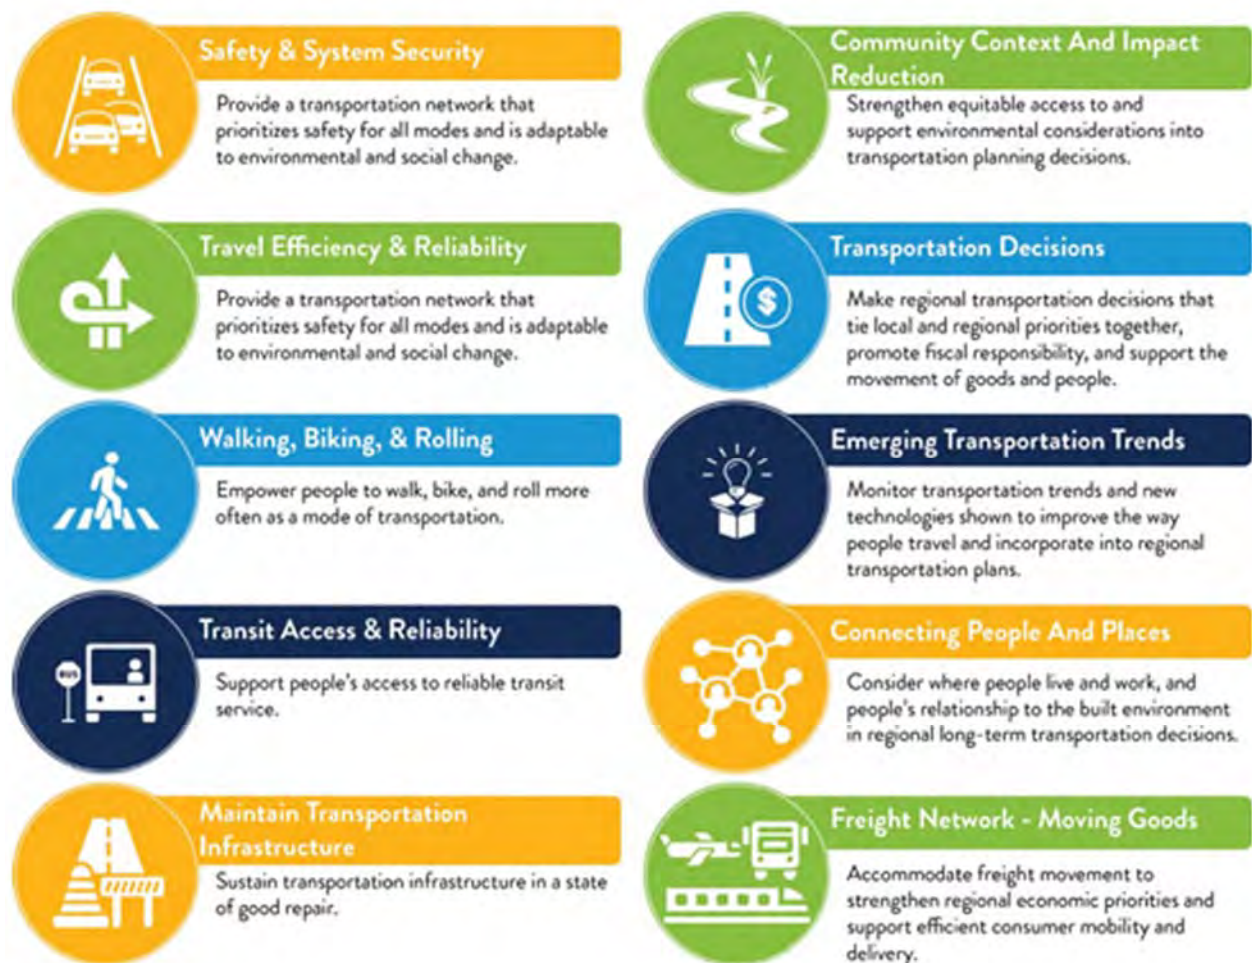 Safety & System Security
Provide a transportation network that
prioritizes safety for all modes and is adaptable
to environmental and social change.
Travel Efficiency & Reliability
Provide a transportation network that
prioritizes safety for all modes and is adaptable
to environmental and social change.
Walking, Biking, & Rolling
Empower people to walk, bike, and roll more
often as a mode of transportation.
BUS
Transit Access & Reliability
Support people's access to reliable transit
service.
Maintain Transportation
Infrastructure
Sustain transportation infrastructure in a state
of good repair.
Community Context And Impact
Reduction
Strengthen equitable access to and
support environmental considerations into
transportation planning decisions.
$
Transportation Decisions
Make regional transportation decisions that
tie local and regional priorities together,
promote fiscal responsibility, and support the
movement of goods and people.
Emerging Transportation Trends
Monitor transportation trends and new
technologies shown to improve the way
people travel and incorporate into regional
transportation plans.
Connecting People And Places
Consider where people live and work, and
people's relationship to the built environment
in regional long-term transportation decisions.
Freight Network - Moving Goods
Accommodate freight movement to
strengthen regional economic priorities and
support efficient consumer mobility and
delivery.